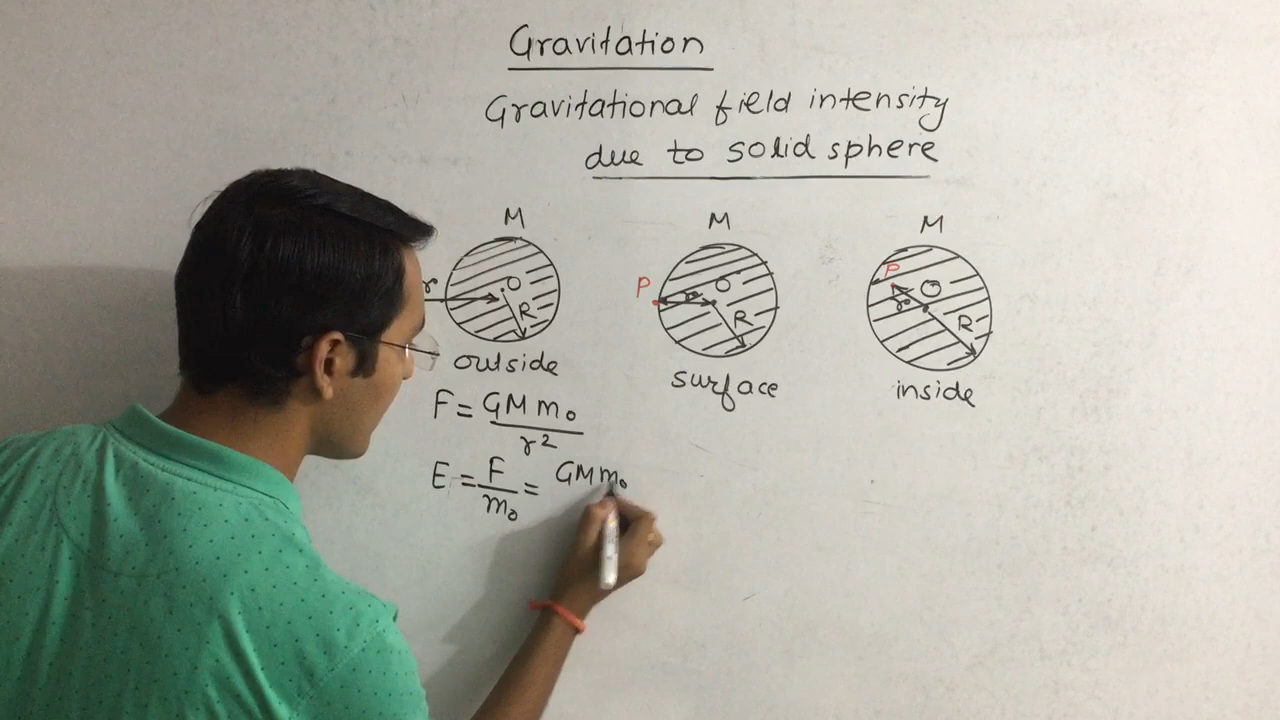 Gravitation
Gravitational field intensity
due to solid sphere
M
r O
R
outside
M
P r O
R
surface
M
P
r O
R
inside
F = GMm₀/r²
E = F/m₀ = GMm₀